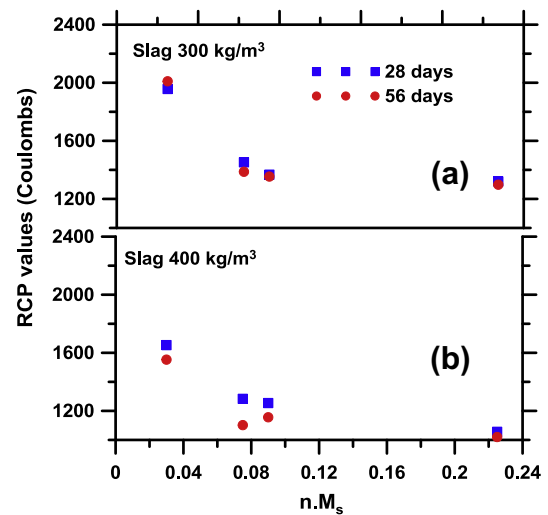 2400
Slag 300 kg/m³
28 days
2000
56 days
1600
(a)
1200
RCP values (Coulombs)
2400
Slag 400 kg/m³
2000
1600
(b)
1200
0 0.04 0.08 0.12 0.16 0.2 0.24
n.Mₛ